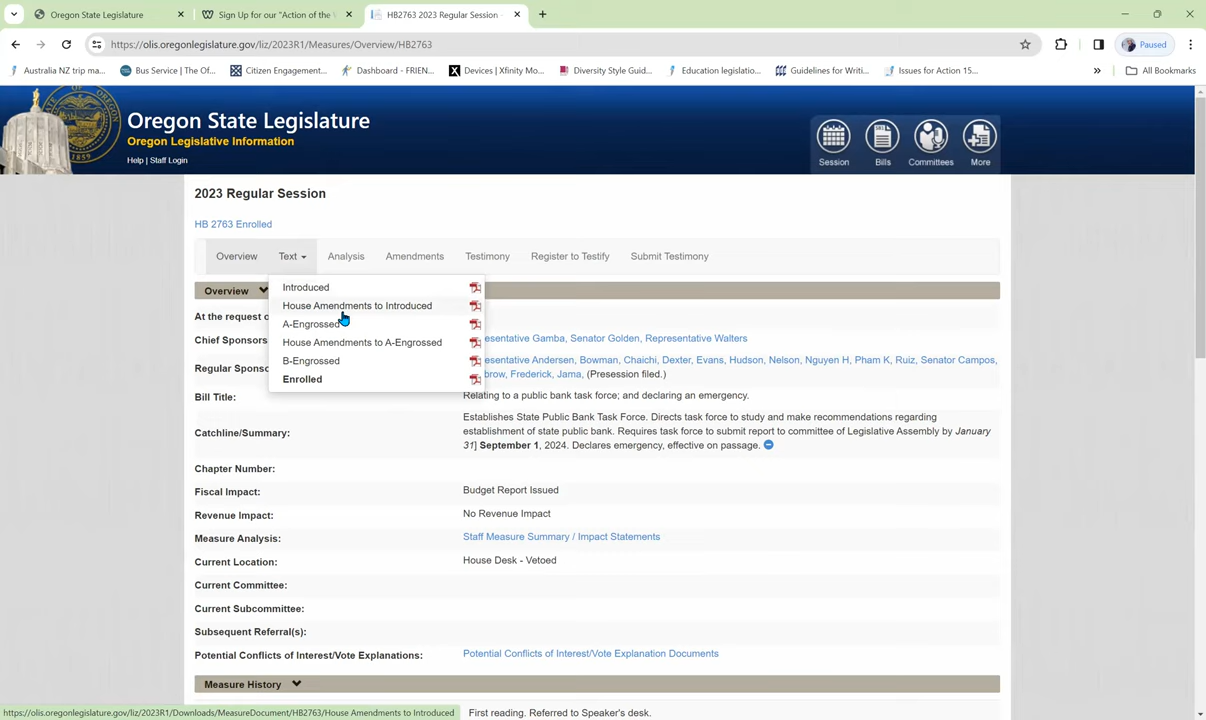 Oregon State Legislature
Sign Up for our "Action of the
HB2763 2023 Regular Session -
https://olis.oregonlegislature.gov/liz/2023R1/Measures/Overview/HB2763
Paused
Australia NZ trip ma...
Bus Service | The Of...
Citizen Engagement...
Dashboard - FRIEN...
Devices | Xfinity Mo...
Diversity Style Guid...
Education legislatio...
Guidelines for Writi...
Issues for Action 15...
»
All Bookmarks
Oregon State Legislature
Oregon Legislative Information
Help | Staff Login
Session
Bills
Committees
More
2023 Regular Session
HB 2763 Enrolled
Overview
Text
Analysis
Amendments
Testimony
Register to Testify
Submit Testimony
Introduced
House Amendments to Introduced
A-Engrossed
House Amendments to A-Engrossed
B-Engrossed
Enrolled
Overview
At the request o
Chief Sponsors
esentative Gamba, Senator Golden, Representative Walters
Regular Sponso
esentative Andersen, Bowman, Chaichi, Dexter, Evans, Hudson, Nelson, Nguyen H, Pham K, Ruiz, Senator Campos,
brow, Frederick, Jama, (Presession filed.)
Bill Title:
Relating to a public bank task force; and declaring an emergency.
Catchline/Summary:
Establishes State Public Bank Task Force. Directs task force to study and make recommendations regarding
establishment of state public bank. Requires task force to submit report to committee of Legislative Assembly by January
31] September 1, 2024. Declares emergency, effective on passage.
Chapter Number:
Fiscal Impact:
Budget Report Issued
Revenue Impact:
No Revenue Impact
Measure Analysis:
Staff Measure Summary / Impact Statements
Current Location:
House Desk - Vetoed
Current Committee:
Current Subcommittee:
Subsequent Referral(s):
Potential Conflicts of Interest/Vote Explanations:
Potential Conflicts of Interest/Vote Explanation Documents
Measure History
https://olis.oregonlegislature.gov/liz/2023R1/Downloads/MeasureDocument/HB2763/House Amendments to Introduced
First reading. Referred to Speaker's desk.